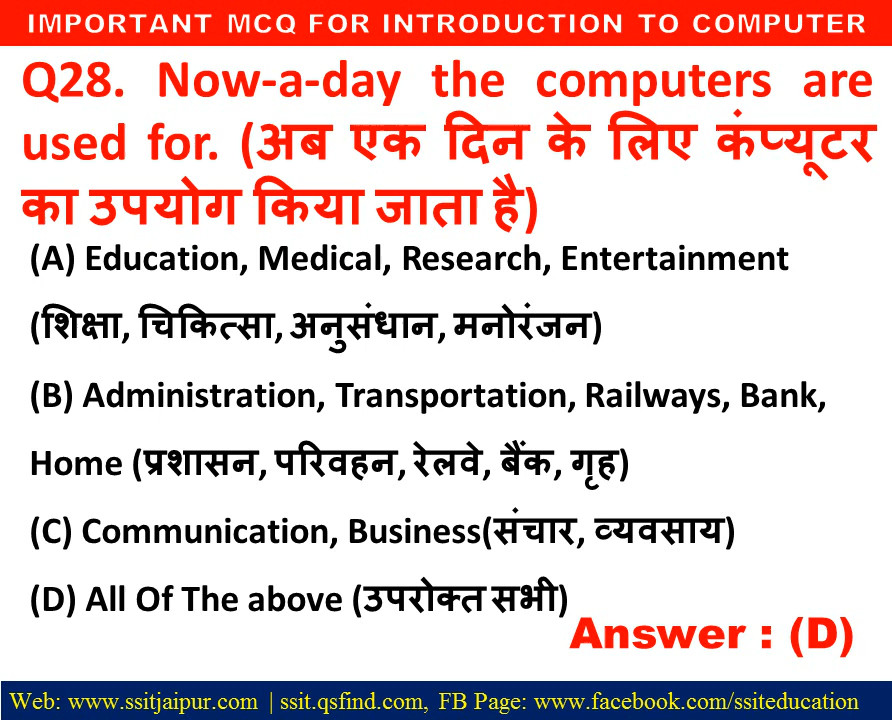 IMPORTANT MCQ FOR INTRODUCTION TO COMPUTER
Q28. Now-a-day the computers are
used for. (अब एक दिन के लिए कंप्यूटर
का उपयोग किया जाता है)
(A) Education, Medical, Research, Entertainment
(शिक्षा, चिकित्सा, अनुसंधान, मनोरंजन)
(B) Administration, Transportation, Railways, Bank,
Home (प्रशासन, परिवहन, रेलवे, बैंक, गृह)
(C) Communication, Business(संचार, व्यवसाय)
(D) All Of The above (उपरोक्त सभी)
Answer : (D)
Web: www.ssitjaipur.com | ssit.qsfind.com, FB Page: www.facebook.com/ssiteducation